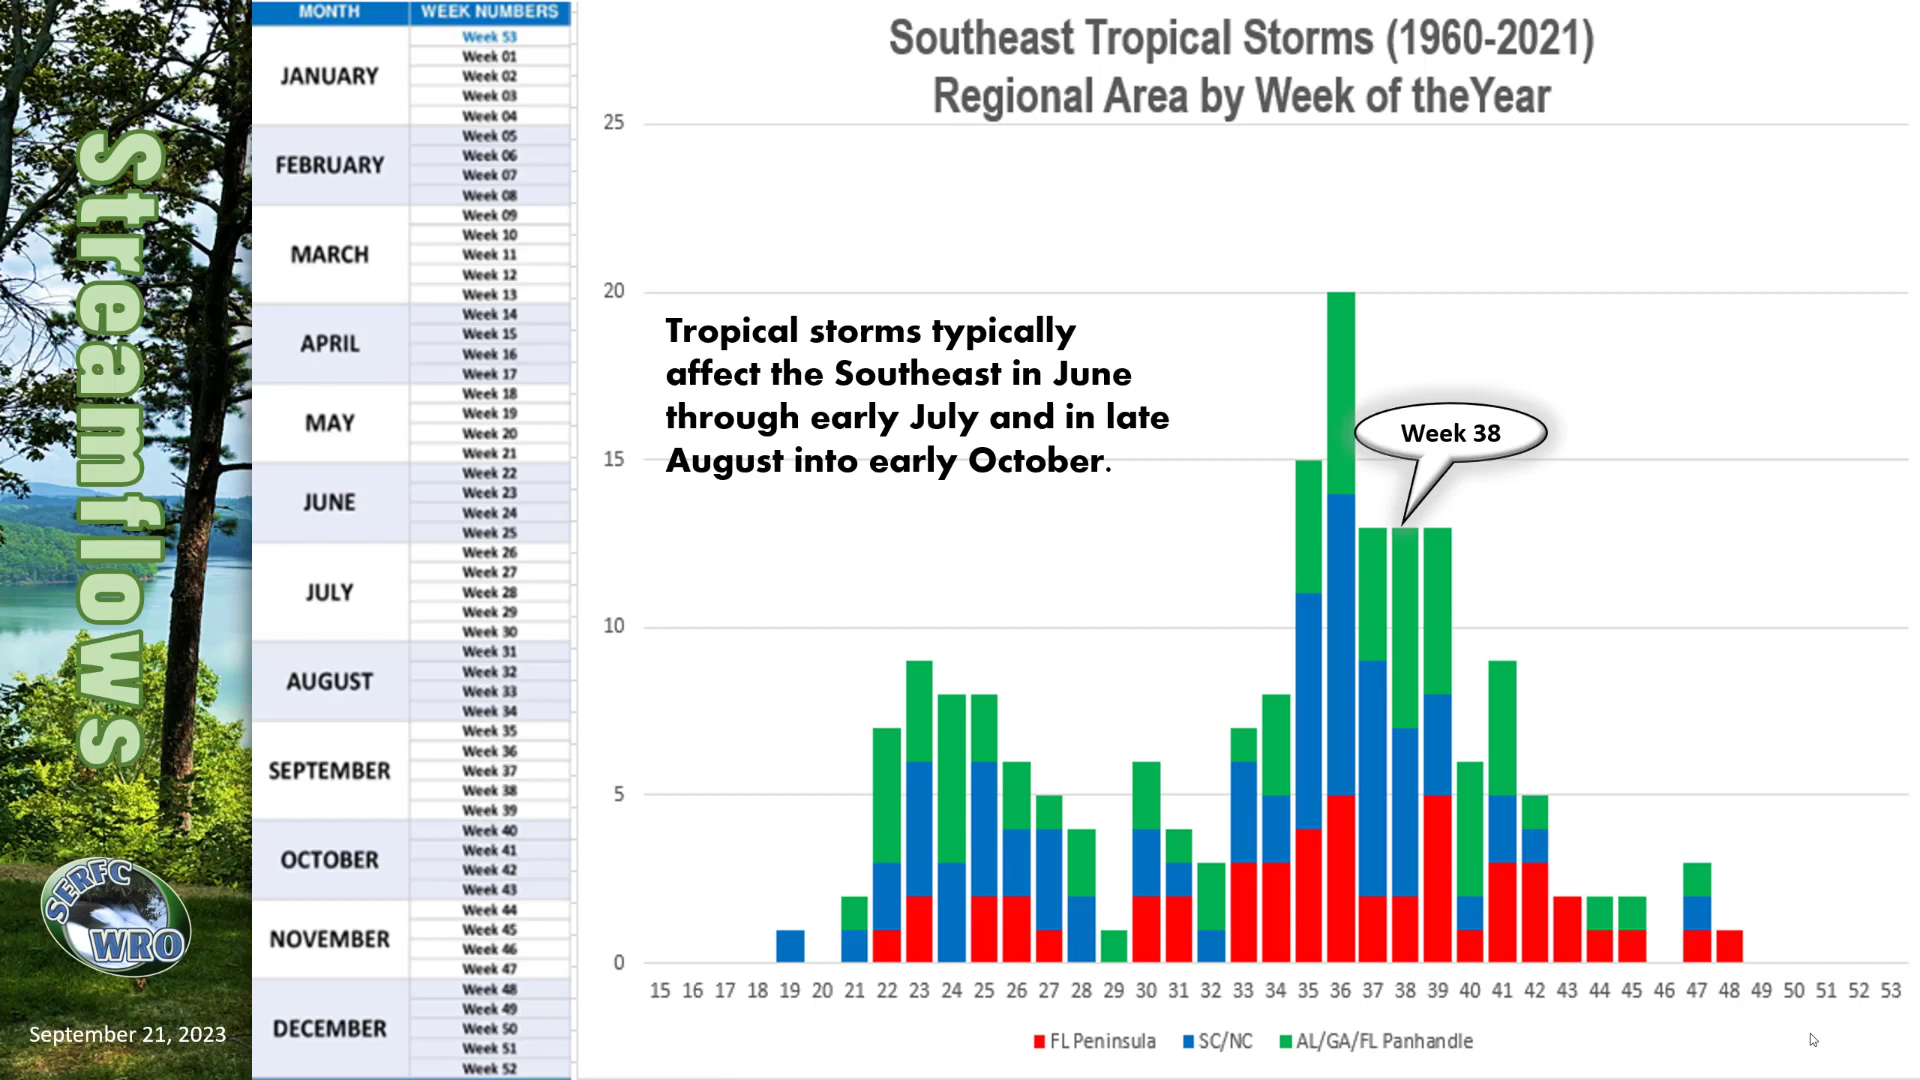 Streamflows
SERFC
WRO
September 21, 2023
MONTH WEEK NUMBERS
JANUARY
Week 53
Week 01
Week 02
Week 03
Week 04
FEBRUARY
Week 05
Week 06
Week 07
Week 08
MARCH
Week 09
Week 10
Week 11
Week 12
Week 13
APRIL
Week 14
Week 15
Week 16
Week 17
MAY
Week 18
Week 19
Week 20
Week 21
JUNE
Week 22
Week 23
Week 24
Week 25
JULY
Week 26
Week 27
Week 28
Week 29
Week 30
AUGUST
Week 31
Week 32
Week 33
Week 34
SEPTEMBER
Week 35
Week 36
Week 37
Week 38
Week 39
OCTOBER
Week 40
Week 41
Week 42
Week 43
NOVEMBER
Week 44
Week 45
Week 46
Week 47
DECEMBER
Week 48
Week 49
Week 50
Week 51
Week 52
Southeast Tropical Storms (1960-2021)
Regional Area by Week of theYear
25
20
15
10
5
0
Tropical storms typically
affect the Southeast in June
through early July and in late
August into early October.
Week 38
15 16 17 18 19 20 21 22 23 24 25 26 27 28 29 30 31 32 33 34 35 36 37 38 39 40 41 42 43 44 45 46 47 48 49 50 51 52 53
FL Peninsula SC/NC AL/GA/FL Panhandle